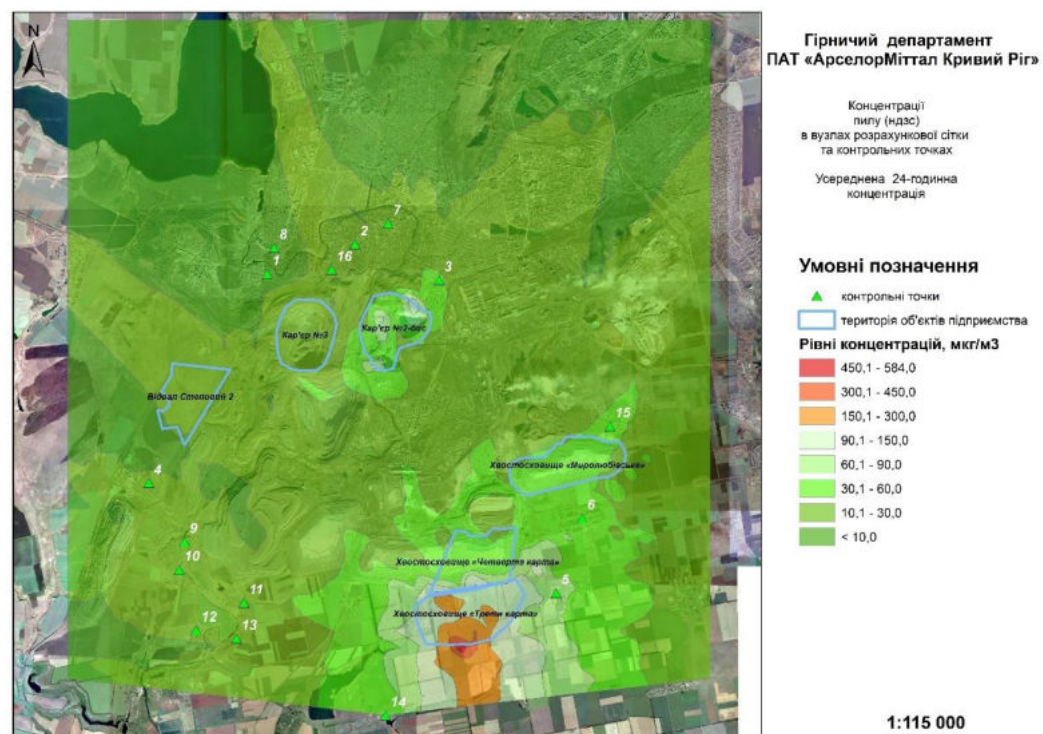 Гірничий департамент
ПАТ «АрселорМіттал Кривий Ріг»
Концентрації
пилу (ндзс)
в вузлах розрахункової сітки
та контрольних точках
Усереднена 24-годинна
концентрація
Умовні позначення
контрольні точки
територія об'єктів підприємства
Рівні концентрацій, мкг/м3
450,1 - 584,0
300,1 - 450,0
150,1 - 300,0
90,1 - 150,0
60,1 - 90,0
30,1 - 60,0
10,1 - 30,0
< 10,0
1:115 000
N
7
2
8
1
16
3
Кар'єр №3
Кар'єр №2-біс
Відвал Степовий 2
15
Хвостосховище «Миролюбівське»
4
6
9
10
Хвостосховище «Четверта карта»
5
11
Хвостосховище «Третя карта»
12
13
14